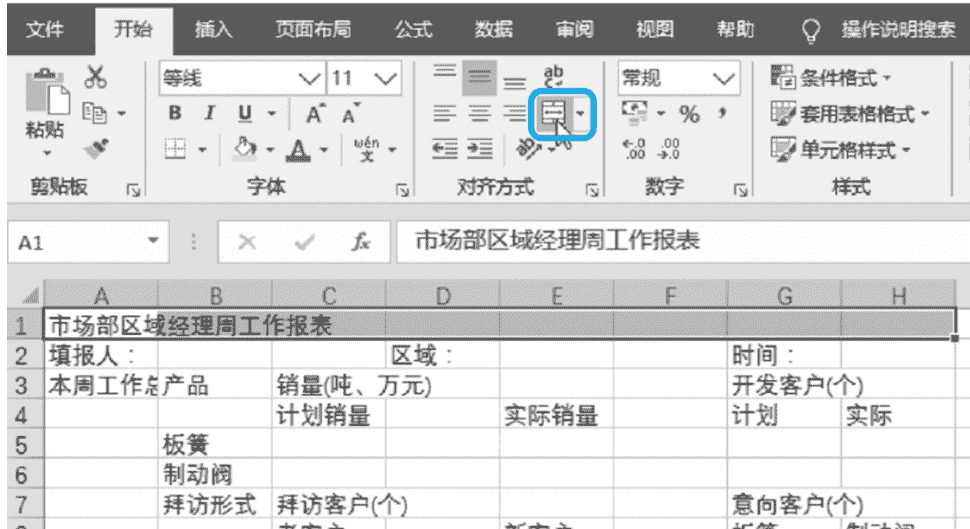 文件 开始 插入 页面布局 公式 数据 审阅 视图 帮助 操作说明搜索
等线 11 ab 常规 条件格式
粘贴 B I U A A % , 套用表格格式
A wén 文 ab .00 .00 .0 单元格样式
剪贴板 字体 对齐方式 数字 样式
A1 fx 市场部区域经理周工作报表
A B C D E F G H
1 市场部区域经理周工作报表
2 填报人: 区域: 时间:
3 本周工作总 产品 销量(吨、万元) 开发客户(个)
4 计划销量 实际销量 计划 实际
5 板簧
6 制动阀
7 拜访形式 拜访客户(个) 意向客户(个)